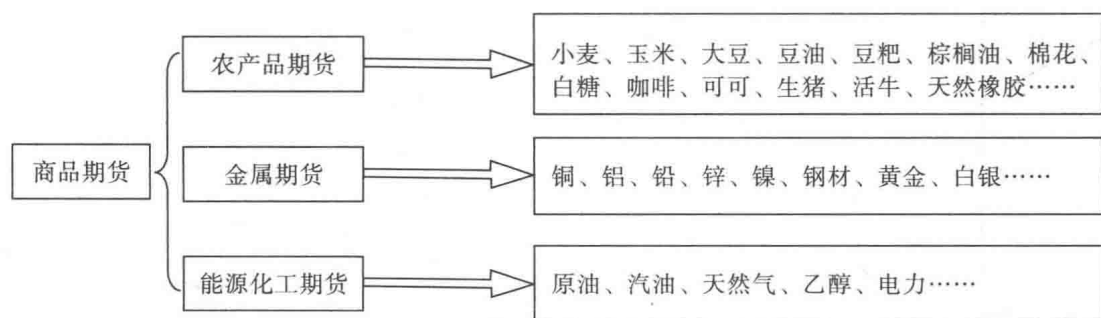 农产品期货
小麦、玉米、大豆、豆油、豆粕、棕榈油、棉花、
白糖、咖啡、可可、生猪、活牛、天然橡胶……
商品期货
金属期货
铜、铝、铅、锌、镍、钢材、黄金、白银……
能源化工期货
原油、汽油、天然气、乙醇、电力……